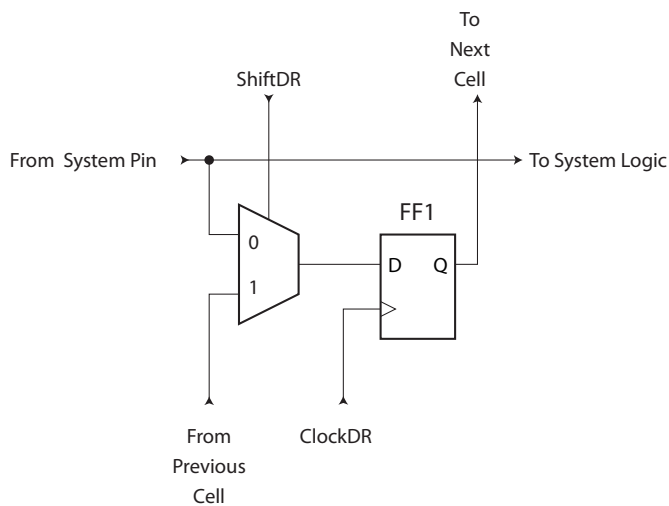 To
Next
Cell
ShiftDR
From System Pin
To System Logic
FF1
0
D Q
1
From
Previous
Cell
ClockDR